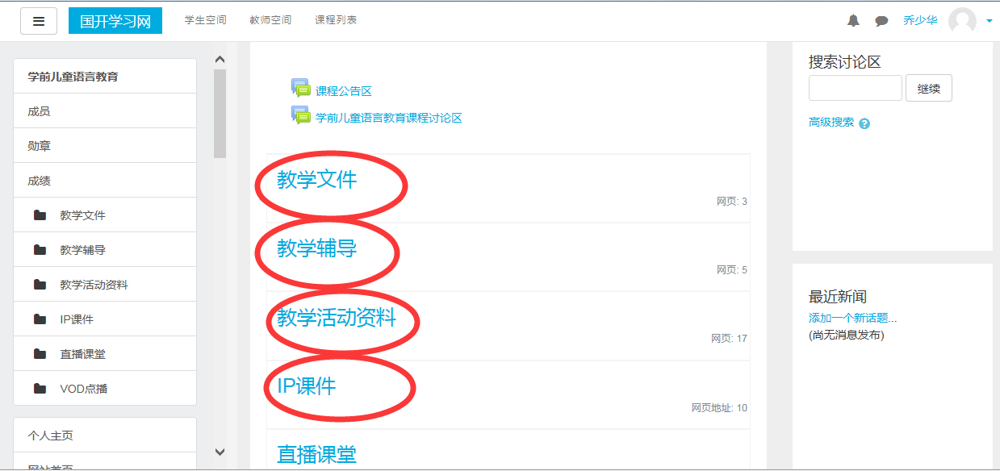 国开学习网
学生空间
教师空间
课程列表
乔少华
学前儿童语言教育
成员
勋章
成绩
教学文件
教学辅导
教学活动资料
IP课件
直播课堂
VOD点播
个人主页
网站首页
课程公告区
学前儿童语言教育课程讨论区
教学文件
网页: 3
教学辅导
网页: 5
教学活动资料
网页: 17
IP课件
网页地址: 10
直播课堂
搜索讨论区
继续
高级搜索
?
最近新闻
添加一个新话题...
(尚无消息发布)